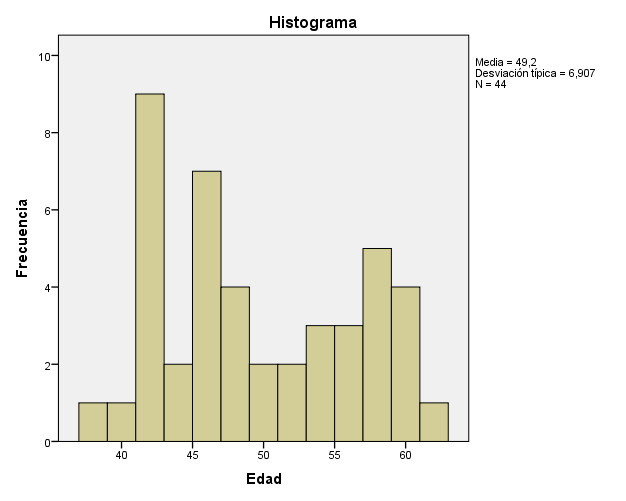 Histograma
Media = 49,2
Desviación típica = 6,907
N = 44
10
8
6
4
2
0
Frecuencia
40 45 50 55 60
Edad